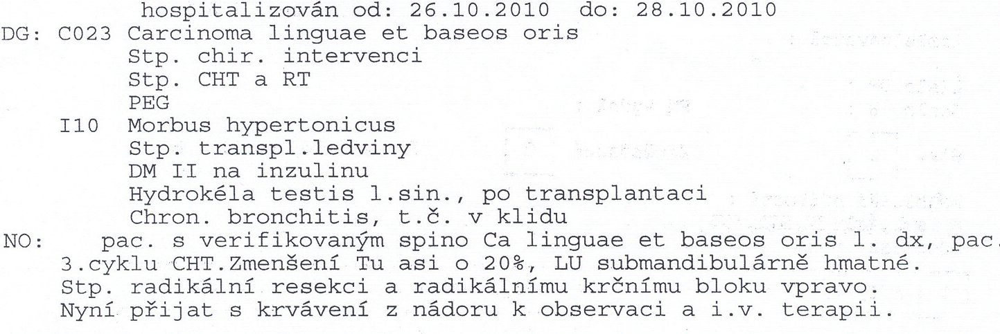 hospitalizován od: 26.10.2010 do: 28.10.2010
DG: C023 Carcinoma linguae et baseos oris
Stp. chir. intervenci
Stp. CHT a RT
PEG
I10 Morbus hypertonicus
Stp. transpl.ledviny
DM II na inzulinu
Hydrokéla testis l.sin., po transplantaci
Chron. bronchitis, t.č. v klidu
NO: pac. s verifikovaným spino Ca linguae et baseos oris l. dx, pac.
3.cyklu CHT.Zmenšení Tu asi o 20%, LU submandibulárně hmatné.
Stp. radikální resekci a radikálnímu krčnímu bloku vpravo.
Nyní přijat s krvávení z nádoru k observaci a i.v. terapii.